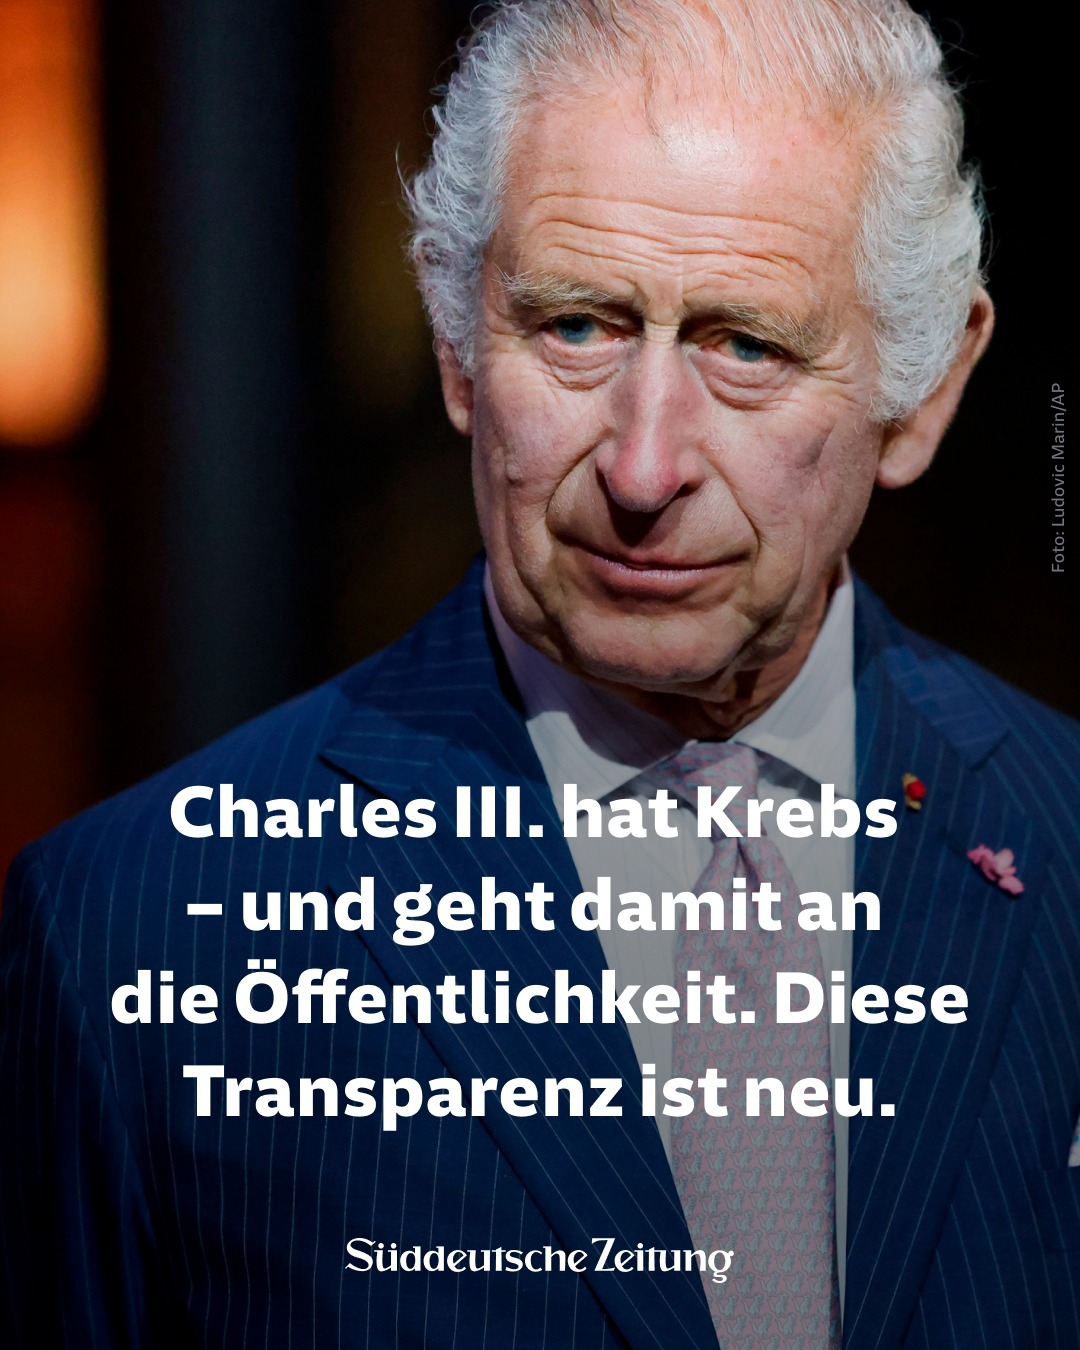 Foto: Ludovic Marin/AP
Charles III. hat Krebs
– und geht damit an
die Öffentlichkeit. Diese
Transparenz ist neu.
Süddeutsche Zeitung